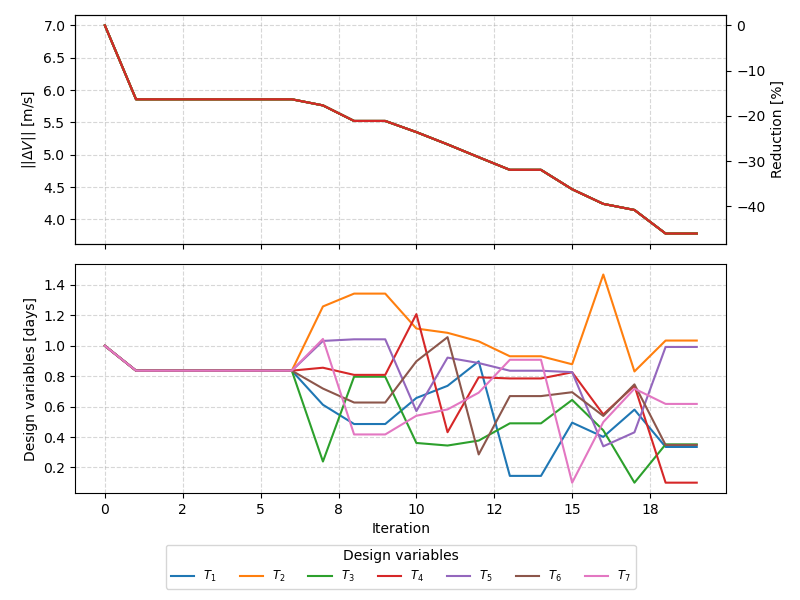 7.0
6.5
6.0
5.5
5.0
4.5
4.0
||ΔV|| [m/s]
0
−10
−20
−30
−40
Reduction [%]
1.4
1.2
1.0
0.8
0.6
0.4
0.2
Design variables [days]
0 2 5 8 10 12 15 18
Iteration
Design variables
T₁ T₂ T₃ T₄ T₅ T₆ T₇